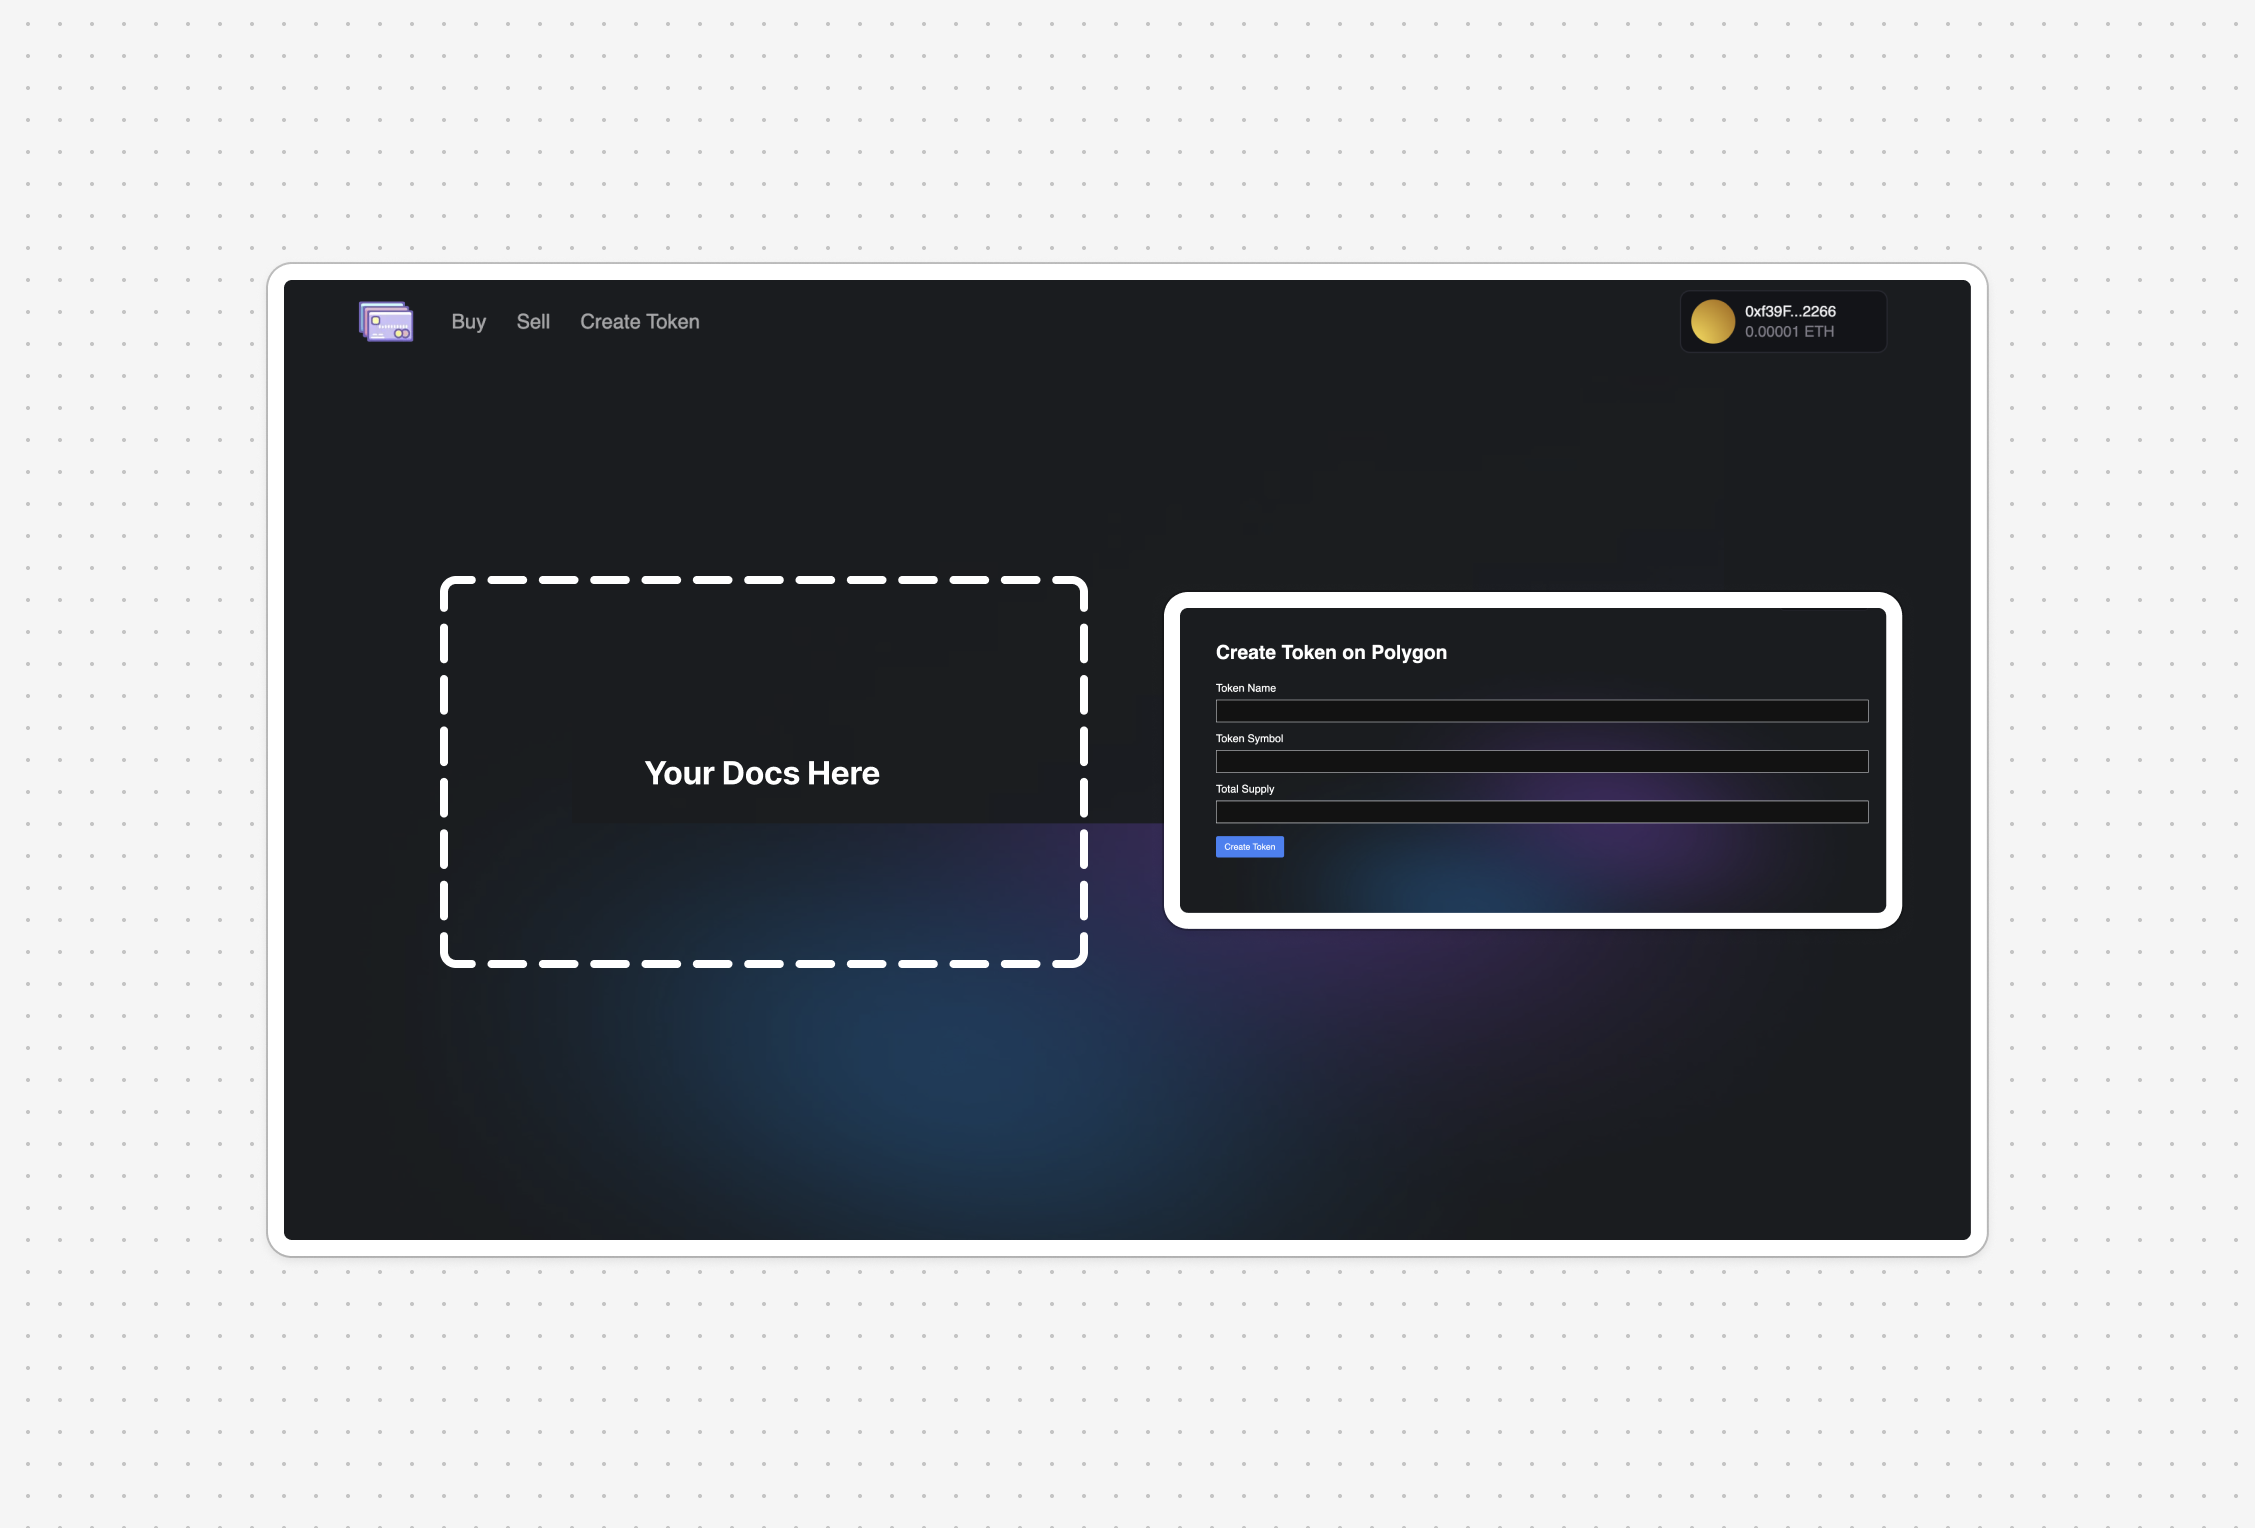 Buy
Sell
Create Token
0xf39F...2266
0.00001 ETH
Your Docs Here
Create Token on Polygon
Token Name
Token Symbol
Total Supply
Create Token